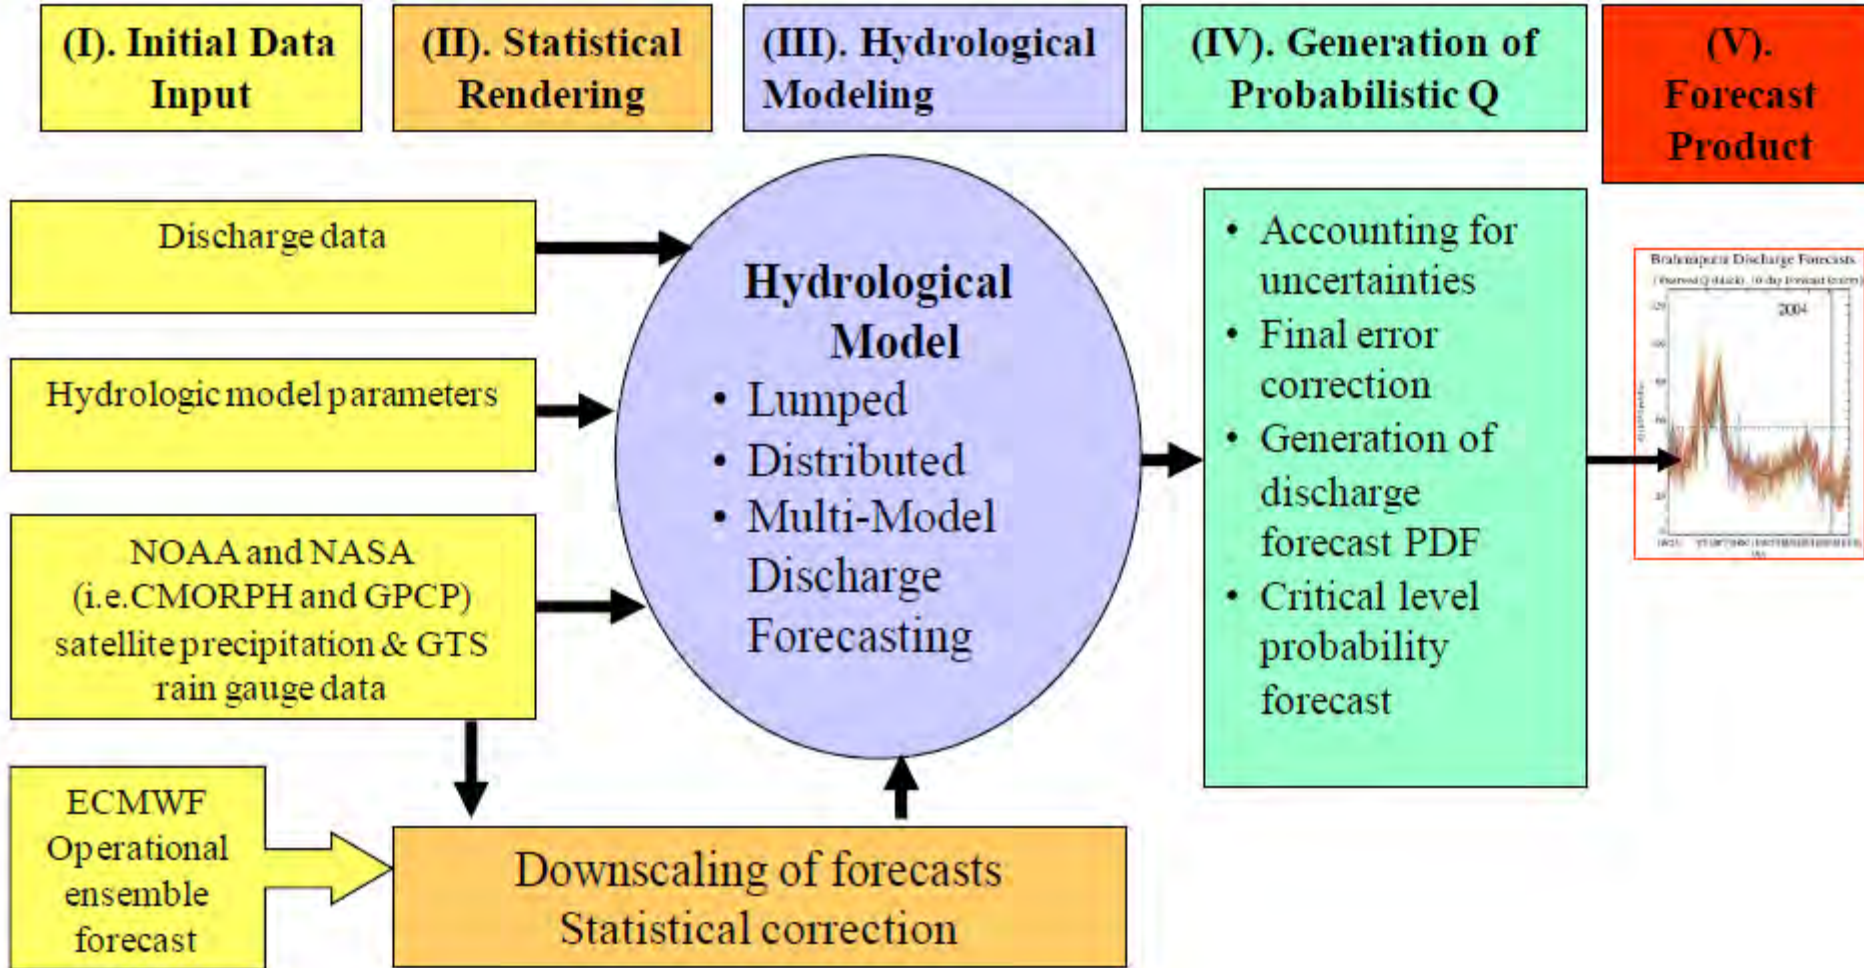 (I). Initial Data
Input
(II). Statistical
Rendering
(III). Hydrological
Modeling
(IV). Generation of
Probabilistic Q
(V).
Forecast
Product
Discharge data
Hydrologic model parameters
NOAA and NASA
(i.e.CMORPH and GPCP)
satellite precipitation & GTS
rain gauge data
ECMWF
Operational
ensemble
forecast
Downscaling of forecasts
Statistical correction
Hydrological
Model
• Lumped
• Distributed
• Multi-Model
Discharge
Forecasting
• Accounting for
uncertainties
• Final error
correction
• Generation of
discharge
forecast PDF
• Critical level
probability
forecast
Brahmaputra Discharge Forecasts
2004